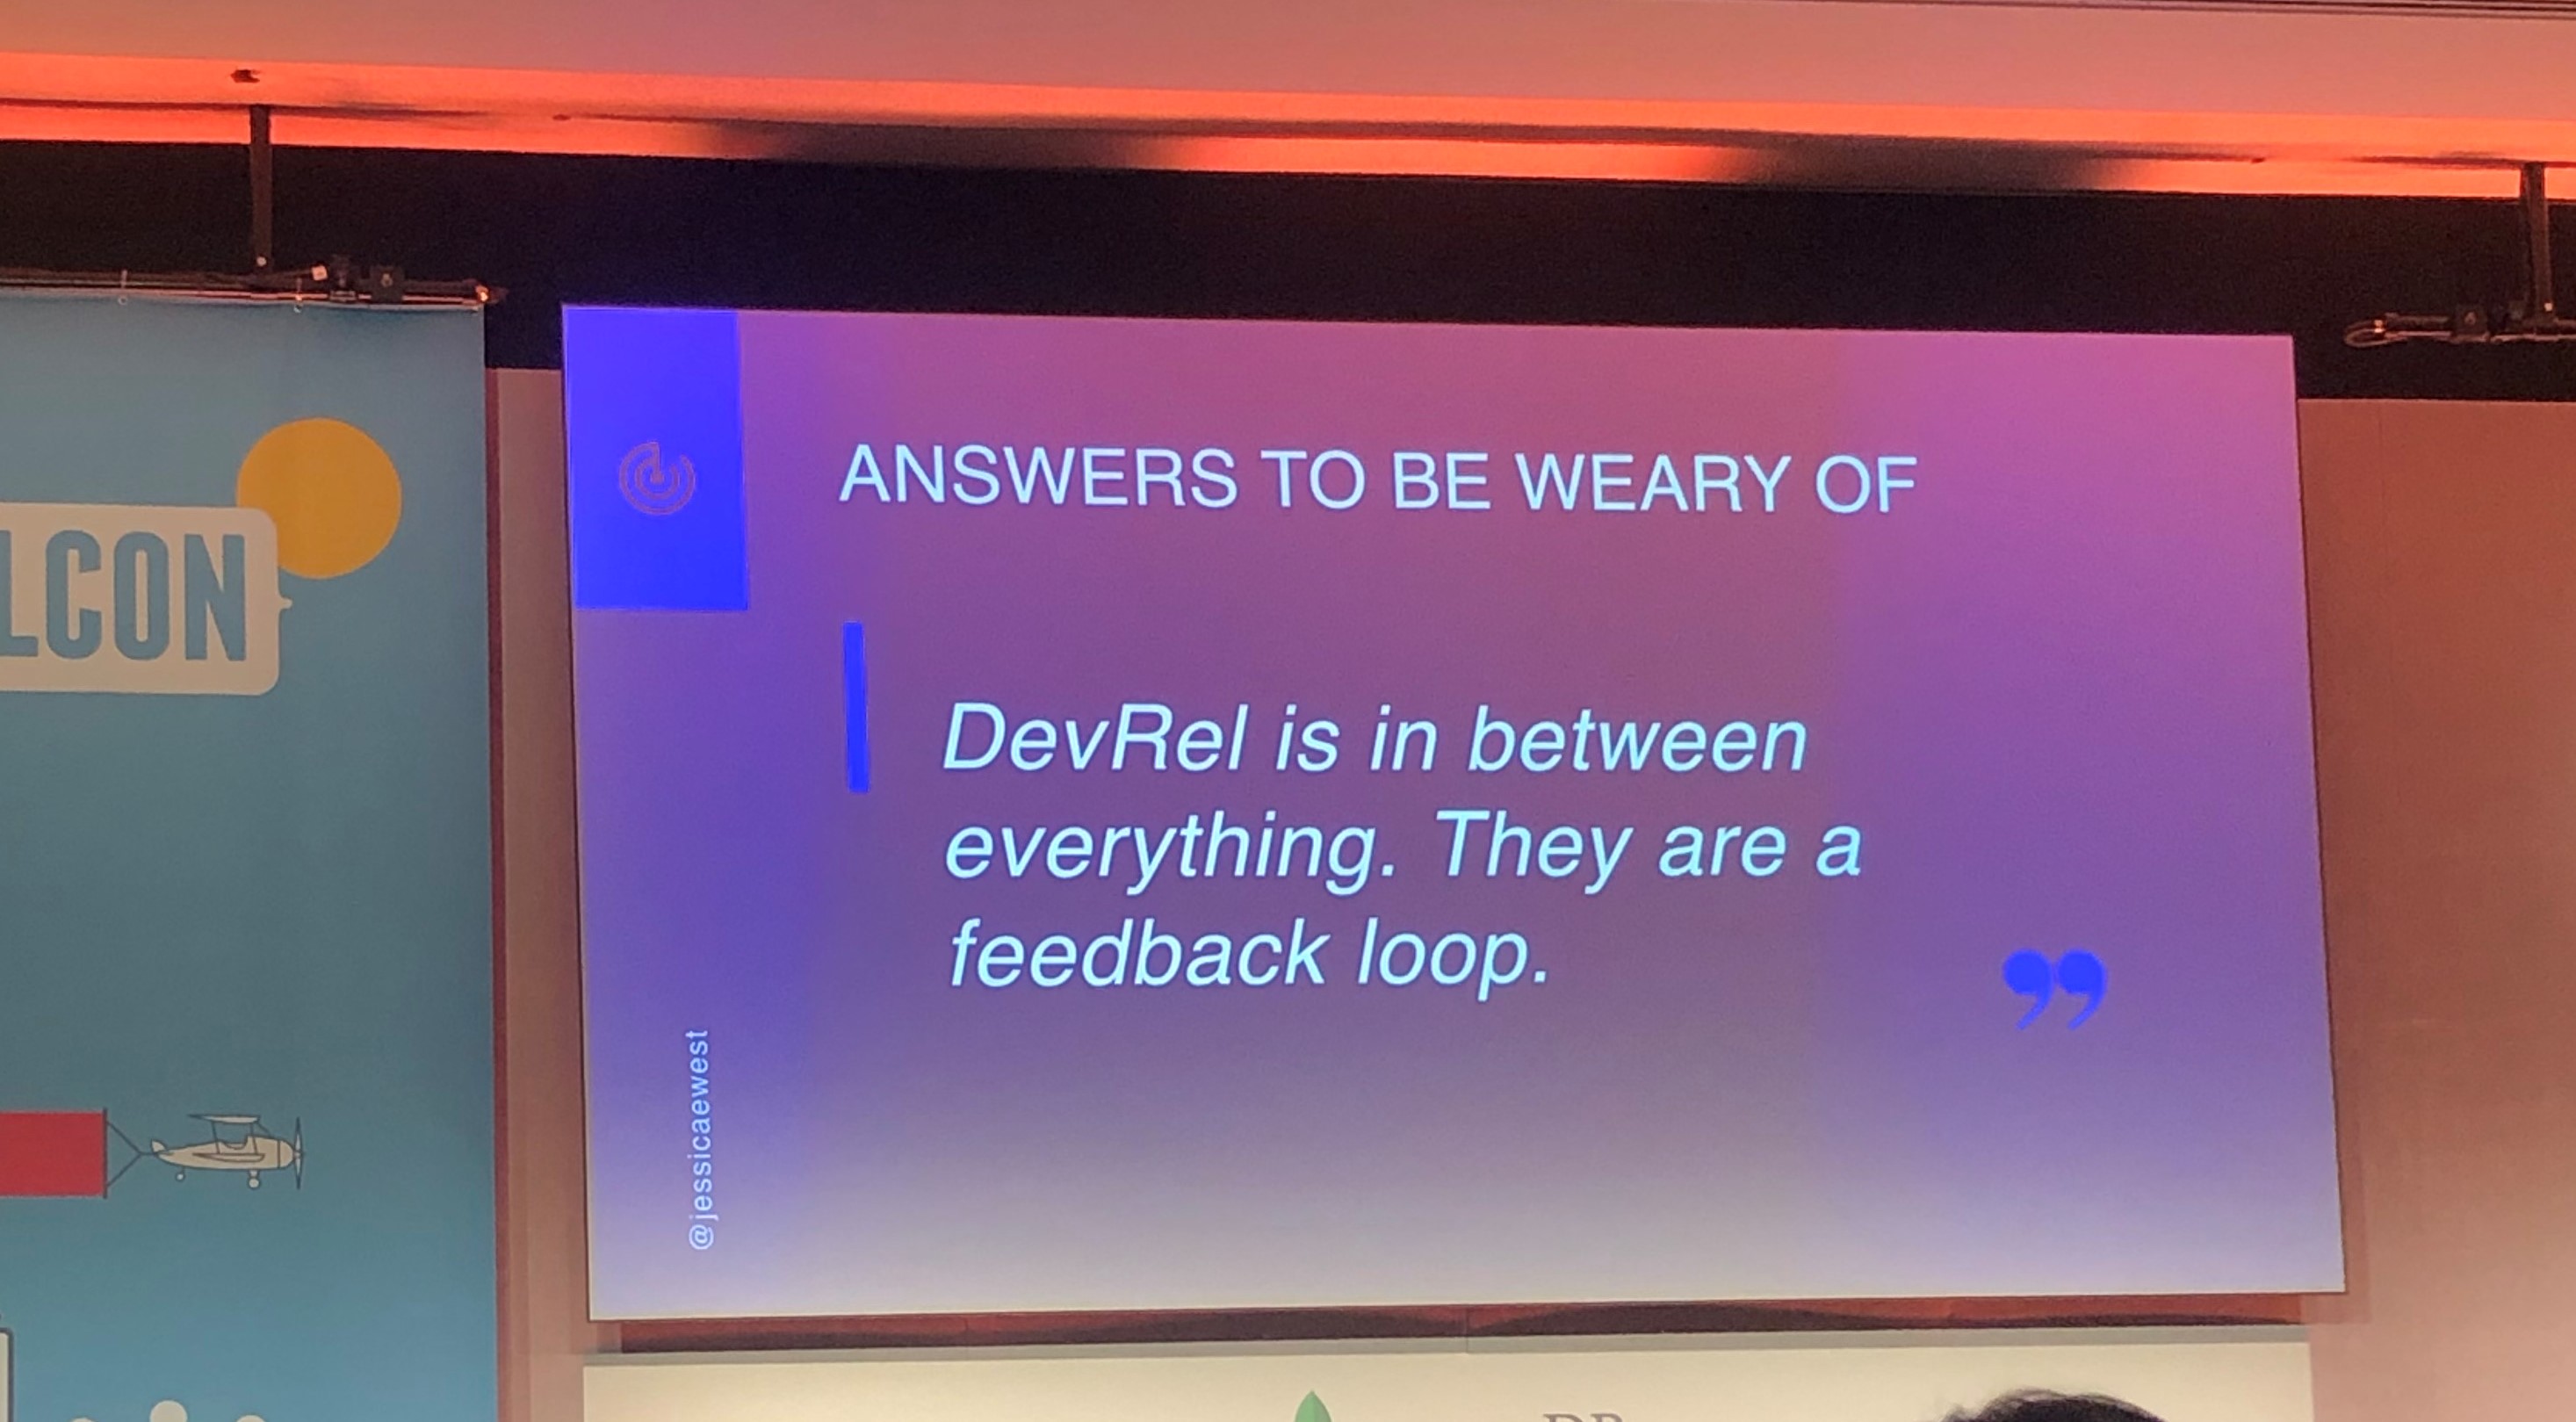 LCON
ANSWERS TO BE WEARY OF
DevRel is in between
everything. They are a
feedback loop.
”
@jessicaewest